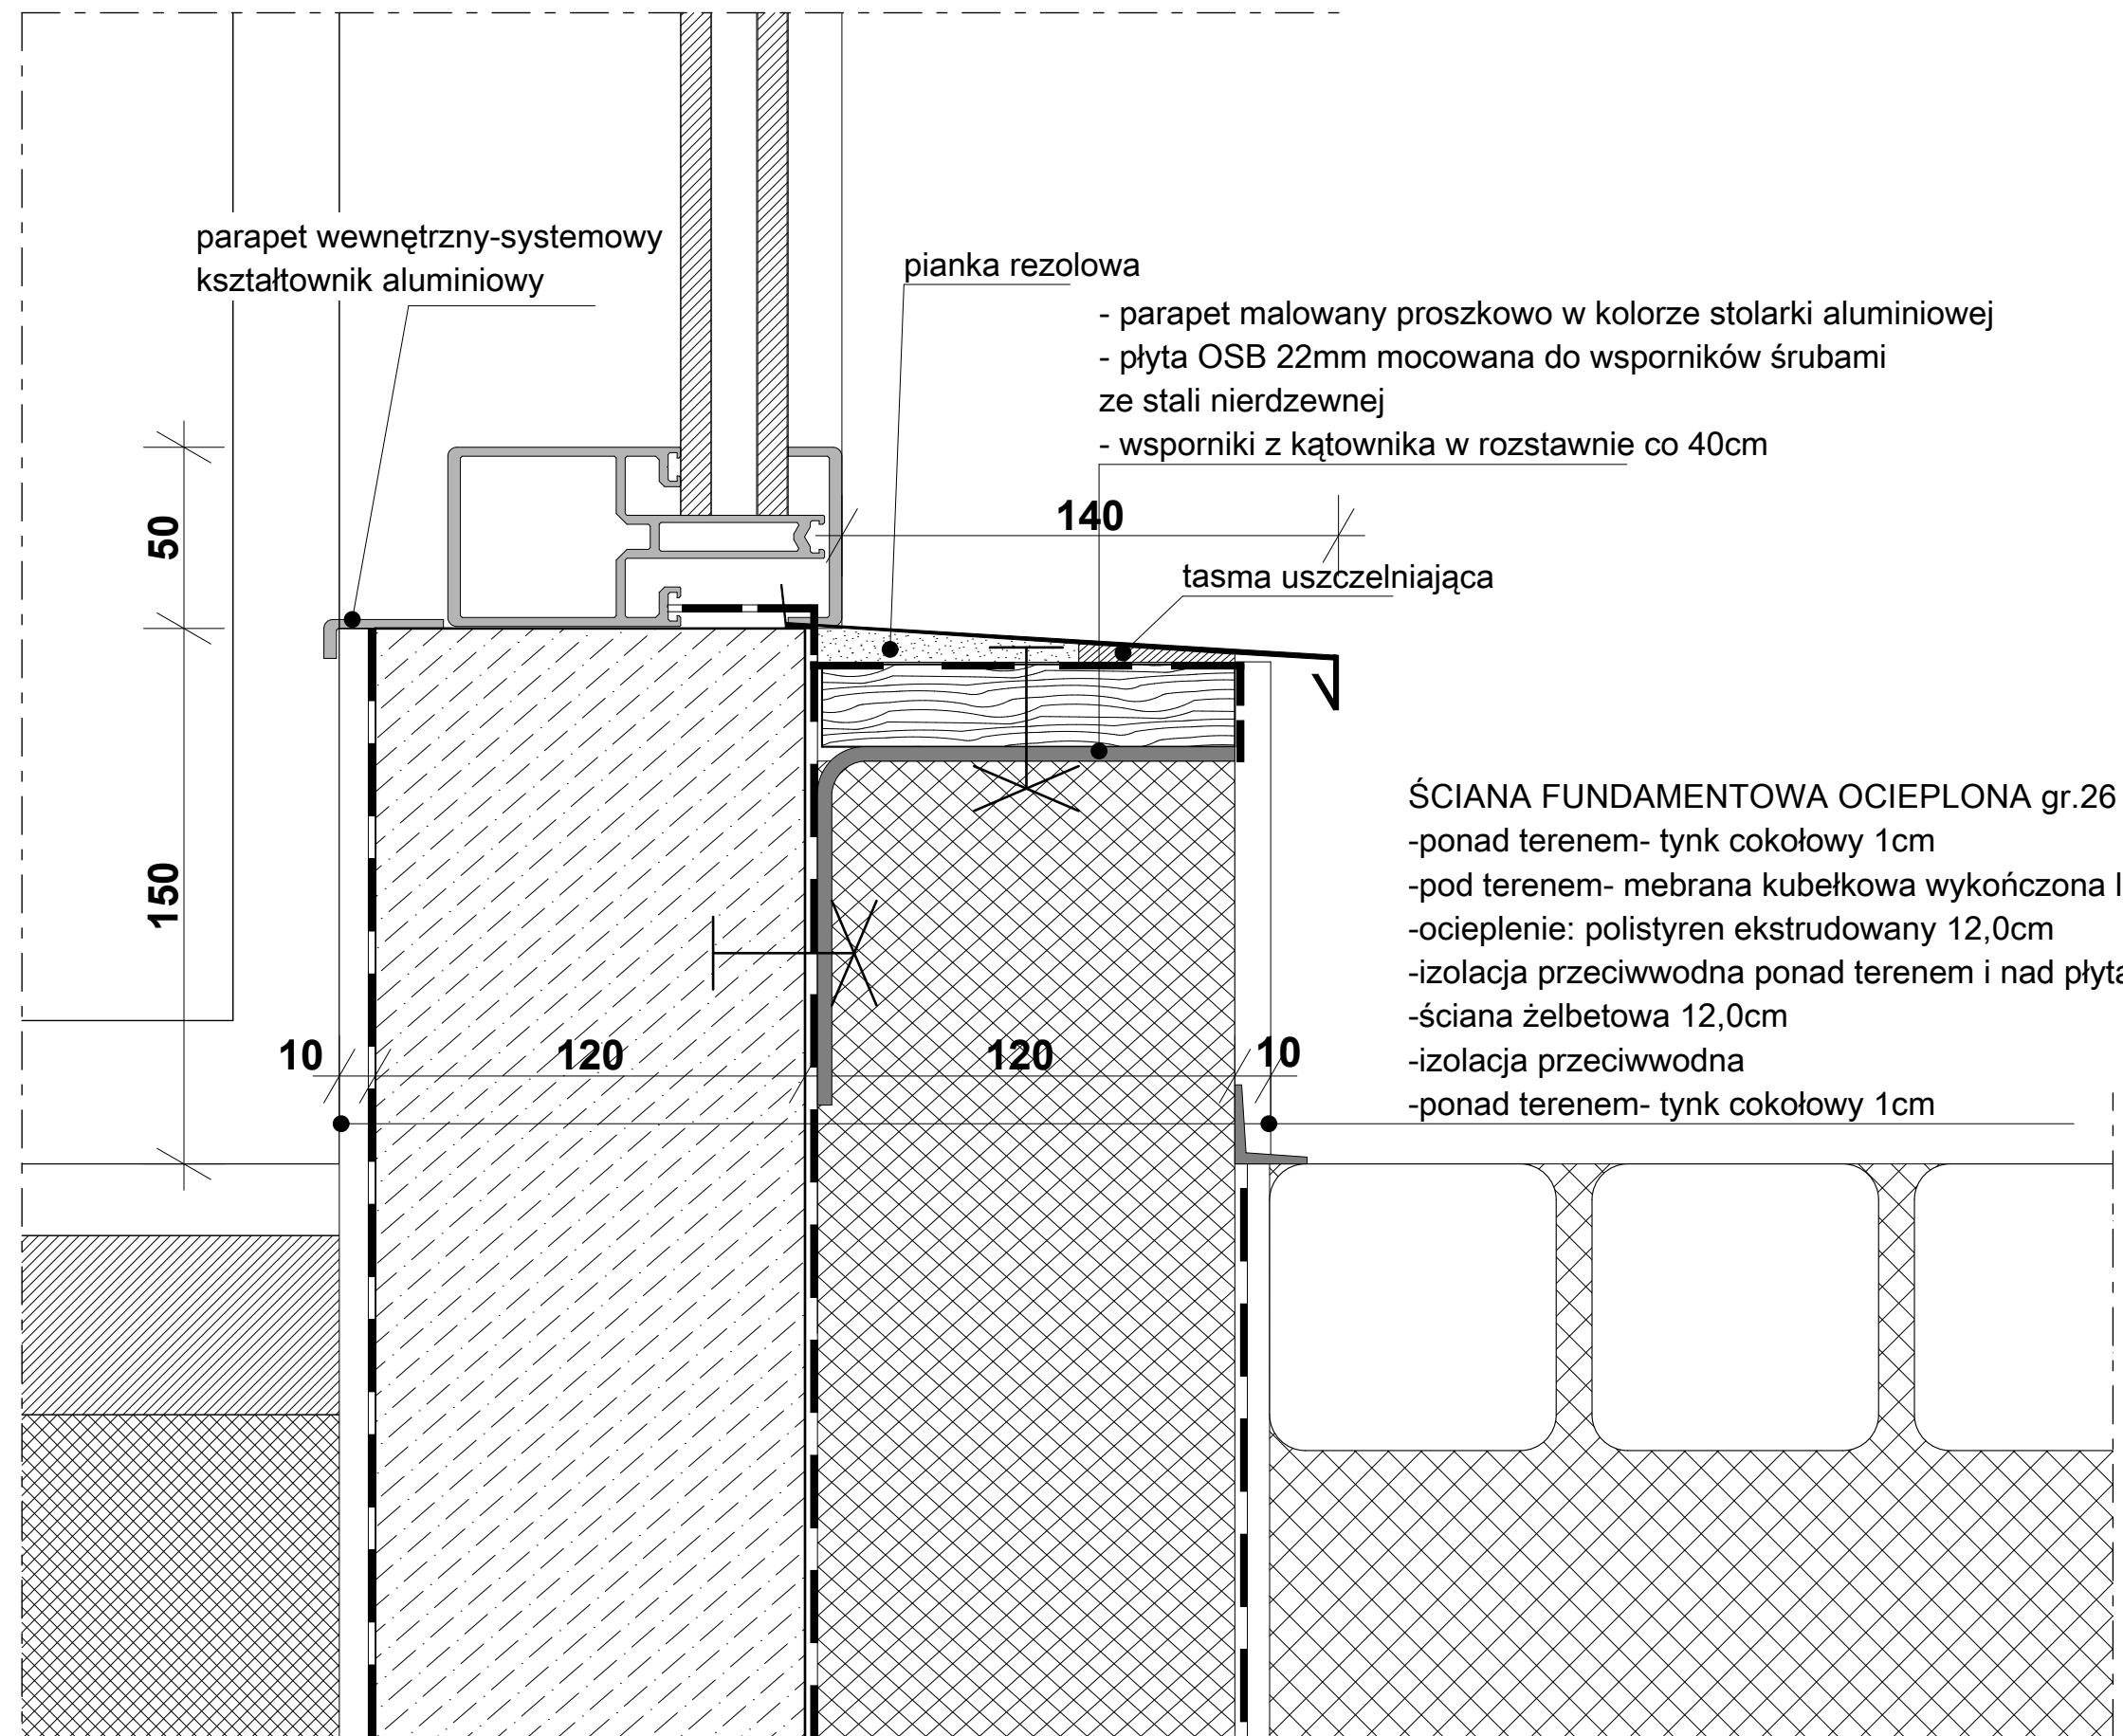 parapet wewnętrzny-systemowy
kształtownik aluminiowy
pianka rezolowa
- parapet malowany proszkowo w kolorze stolarki aluminiowej
- płyta OSB 22mm mocowana do wsporników śrubami
ze stali nierdzewnej
- wsporniki z kątownika w rozstawnie co 40cm
50
140
tasma uszczelniająca
150
ŚCIANA FUNDAMENTOWA OCIEPLONA gr.26
-ponad terenem- tynk cokołowy 1cm
-pod terenem- mebrana kubełkowa wykończona
-ocieplenie: polistyren ekstrudowany 12,0cm
-izolacja przeciwwodna ponad terenem i nad płytą
-ściana żelbetowa 12,0cm
-izolacja przeciwwodna
-ponad terenem- tynk cokołowy 1cm
10
120
120
10